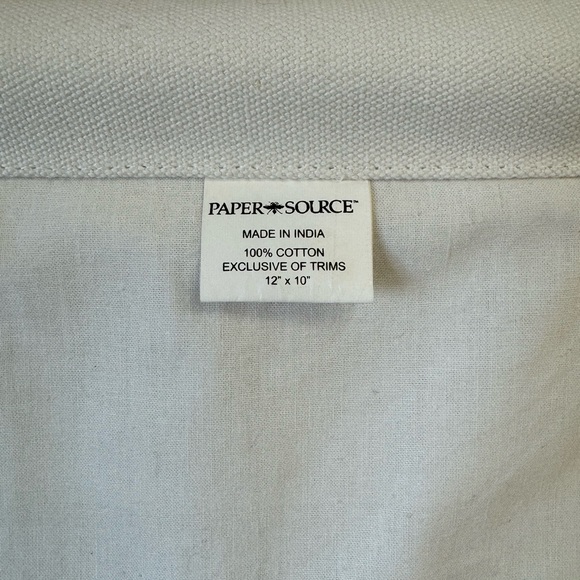 PAPER SOURCE™
MADE IN INDIA
100% COTTON
EXCLUSIVE OF TRIMS
12" x 10"